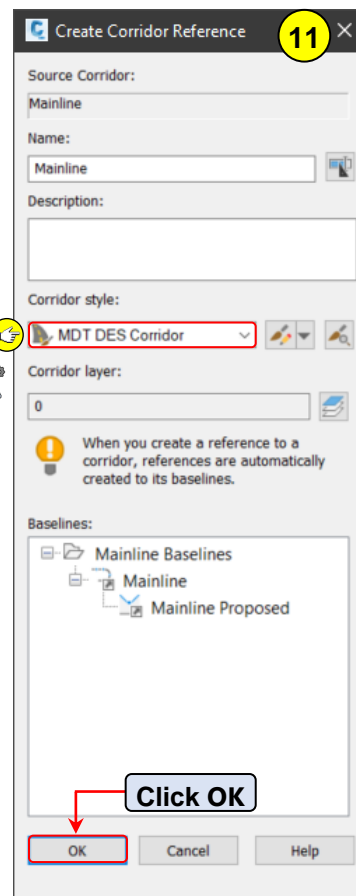 Create Corridor Reference
11
Source Corridor:
Mainline
Name:
Mainline
Description:
Corridor style:
MDT DES Corridor
Corridor layer:
0
When you create a reference to a
corridor, references are automatically
created to its baselines.
Baselines:
Mainline Baselines
Mainline
Mainline Proposed
Click OK
OK Cancel Help